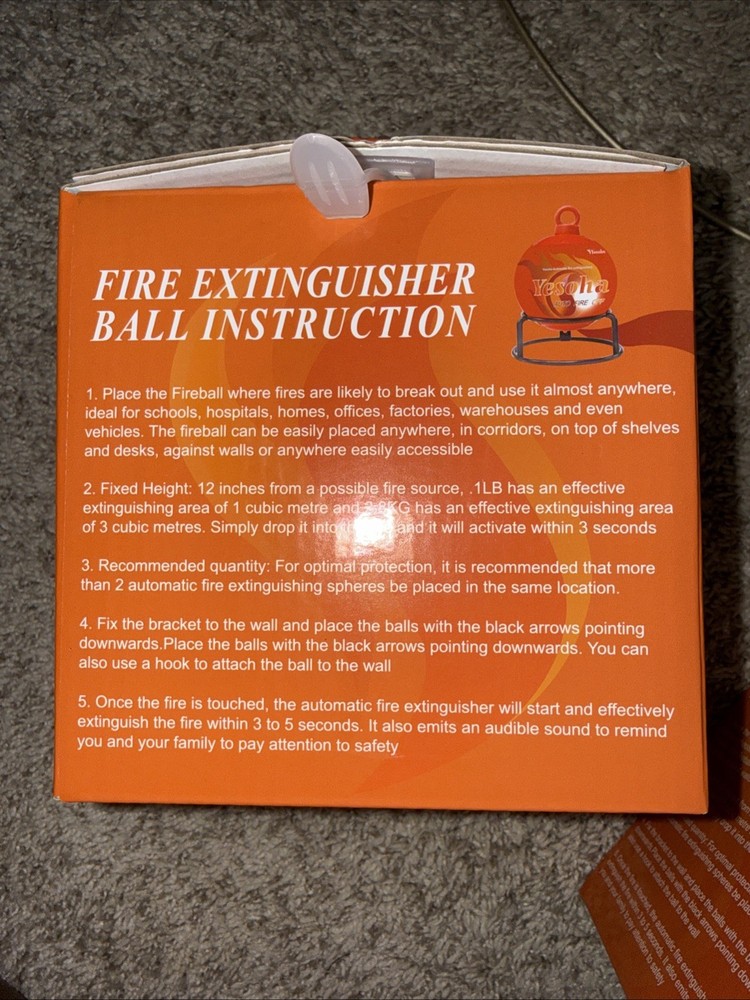 FIRE EXTINGUISHER
BALL INSTRUCTION
Yesoha
1. Place the Fireball where fires are likely to break out and use it almost anywhere,
ideal for schools, hospitals, homes, offices, factories, warehouses and even
vehicles. The fireball can be easily placed anywhere, in corridors, on top of shelves
and desks, against walls or anywhere easily accessible
2. Fixed Height: 12 inches from a possible fire source, .1LB has an effective
extinguishing area of 1 cubic metre and has an effective extinguishing area
of 3 cubic metres. Simply drop it into and it will activate within 3 seconds
3. Recommended quantity: For optimal protection, it is recommended that more
than 2 automatic fire extinguishing spheres be placed in the same location.
4. Fix the bracket to the wall and place the balls with the black arrows pointing
downwards.Place the balls with the black arrows pointing downwards. You can
also use a hook to attach the ball to the wall
5. Once the fire is touched, the automatic fire extinguisher will start and effectively
extinguish the fire within 3 to 5 seconds. It also emits an audible sound to remind
you and your family to pay attention to safety